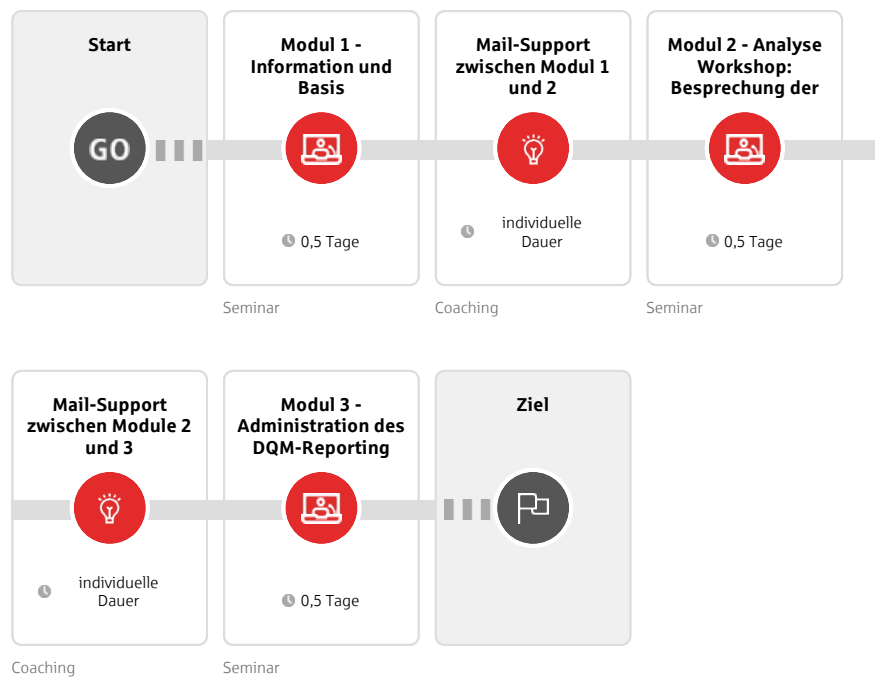 Start
Modul 1 -
Information und
Basis
Mail-Support
zwischen Modul 1
und 2
Modul 2 - Analyse
Workshop:
Besprechung der
GO
0,5 Tage
individuelle
Dauer
0,5 Tage
Seminar
Coaching
Seminar
Mail-Support
zwischen Module 2
und 3
Modul 3 -
Administration des
DQM-Reporting
Ziel
individuelle
Dauer
0,5 Tage
Coaching
Seminar